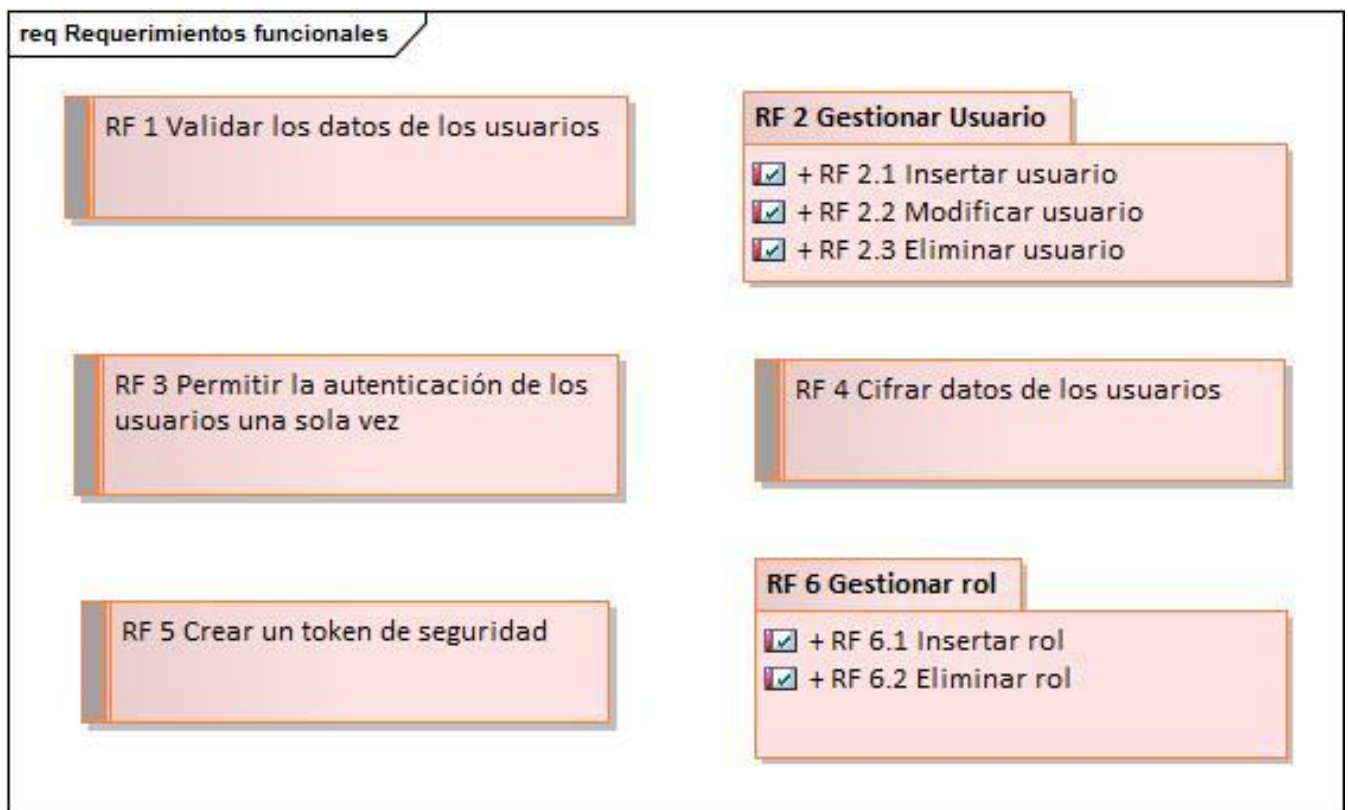 req Requerimientos funcionales
RF 1 Validar los datos de los usuarios
RF 2 Gestionar Usuario
+ RF 2.1 Insertar usuario
+ RF 2.2 Modificar usuario
+ RF 2.3 Eliminar usuario
RF 3 Permitir la autenticación de los
usuarios una sola vez
RF 4 Cifrar datos de los usuarios
RF 5 Crear un token de seguridad
RF 6 Gestionar rol
+ RF 6.1 Insertar rol
+ RF 6.2 Eliminar rol